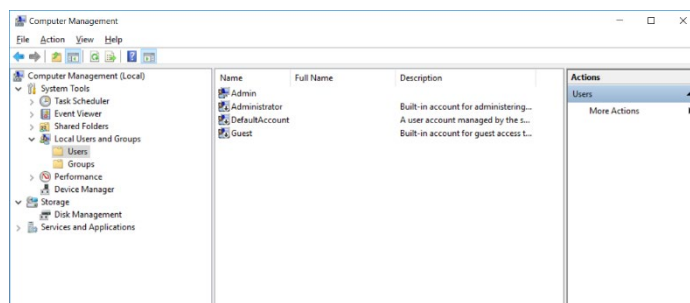 Computer Management
File Action View Help
Computer Management (Local)
System Tools
Task Scheduler
Event Viewer
Shared Folders
Local Users and Groups
Users
Groups
Performance
Device Manager
Storage
Disk Management
Services and Applications
Name Full Name Description
Admin
Administrator Built-in account for administering...
DefaultAccount A user account managed by the s...
Guest Built-in account for guest access t...
Actions
Users
More Actions